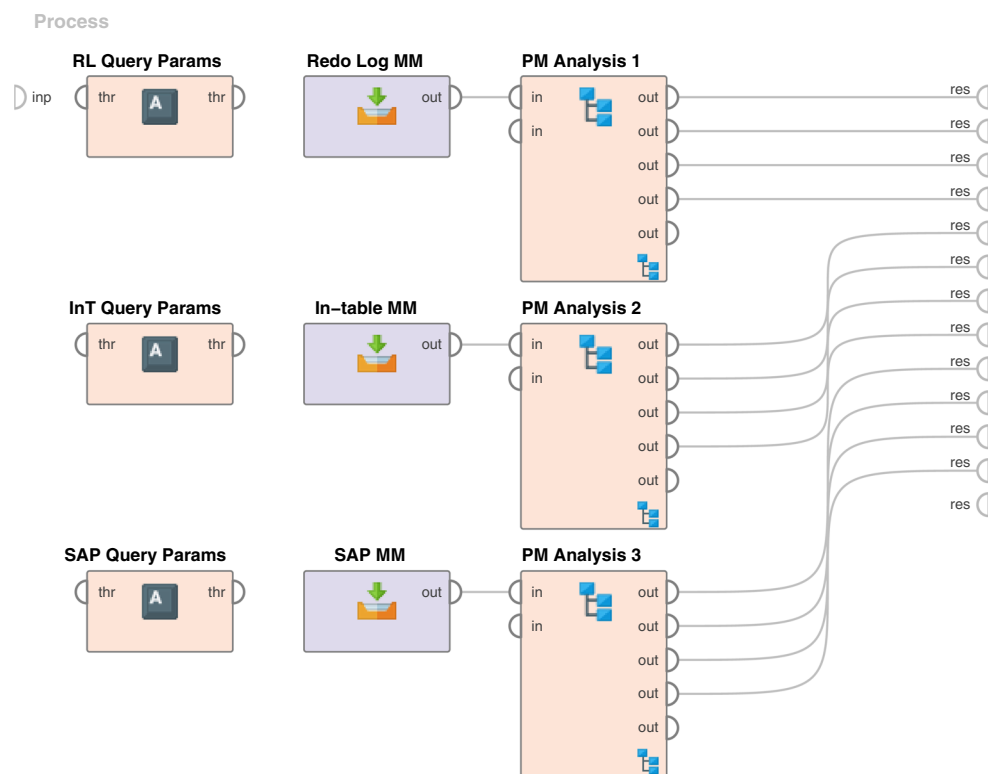 Process
RL Query Params Redo Log MM PM Analysis 1
inp thr A thr out in out res
in out res
out res
out res
out res
res
InT Query Params In−table MM PM Analysis 2
res
thr A thr out in out res
in out res
out res
out res
out res
SAP Query Params SAP MM PM Analysis 3
thr A thr out in out
in out
out
out
out